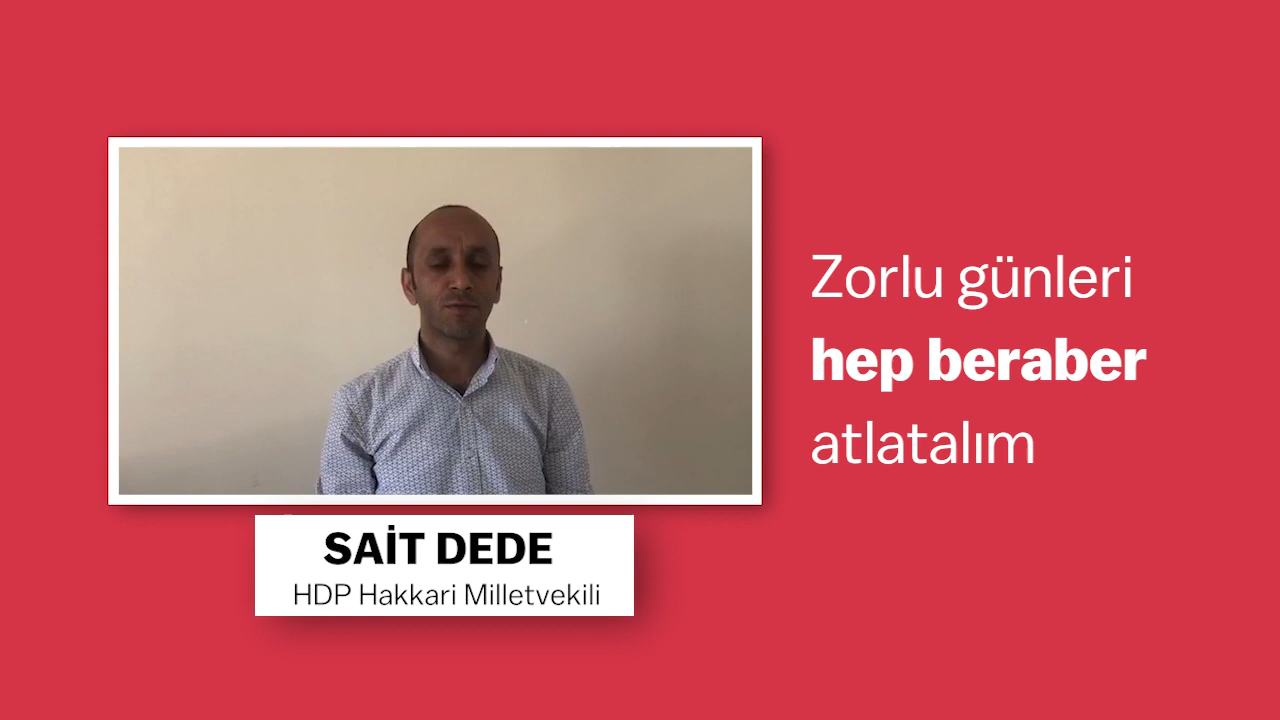 Zorlu günleri
hep beraber
atlatalım
SAİT DEDE
HDP Hakkari Milletvekili